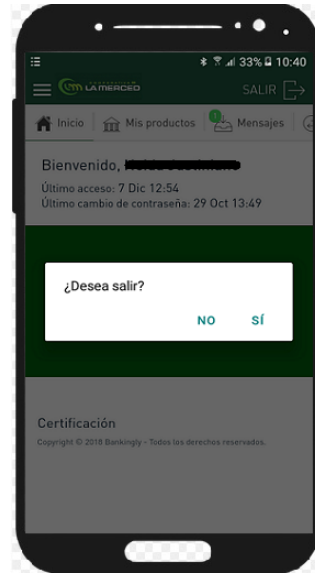 33% 10:40
LA MERCED
SALIR
Inicio Mis productos 1 Mensajes
Bienvenido,
Último acceso: 7 Dic 12:54
Último cambio de contraseña: 29 Oct 13:49
¿Desea salir?
NO SÍ
Certificación
Copyright © 2018 Bankingly - Todos los derechos reservados.